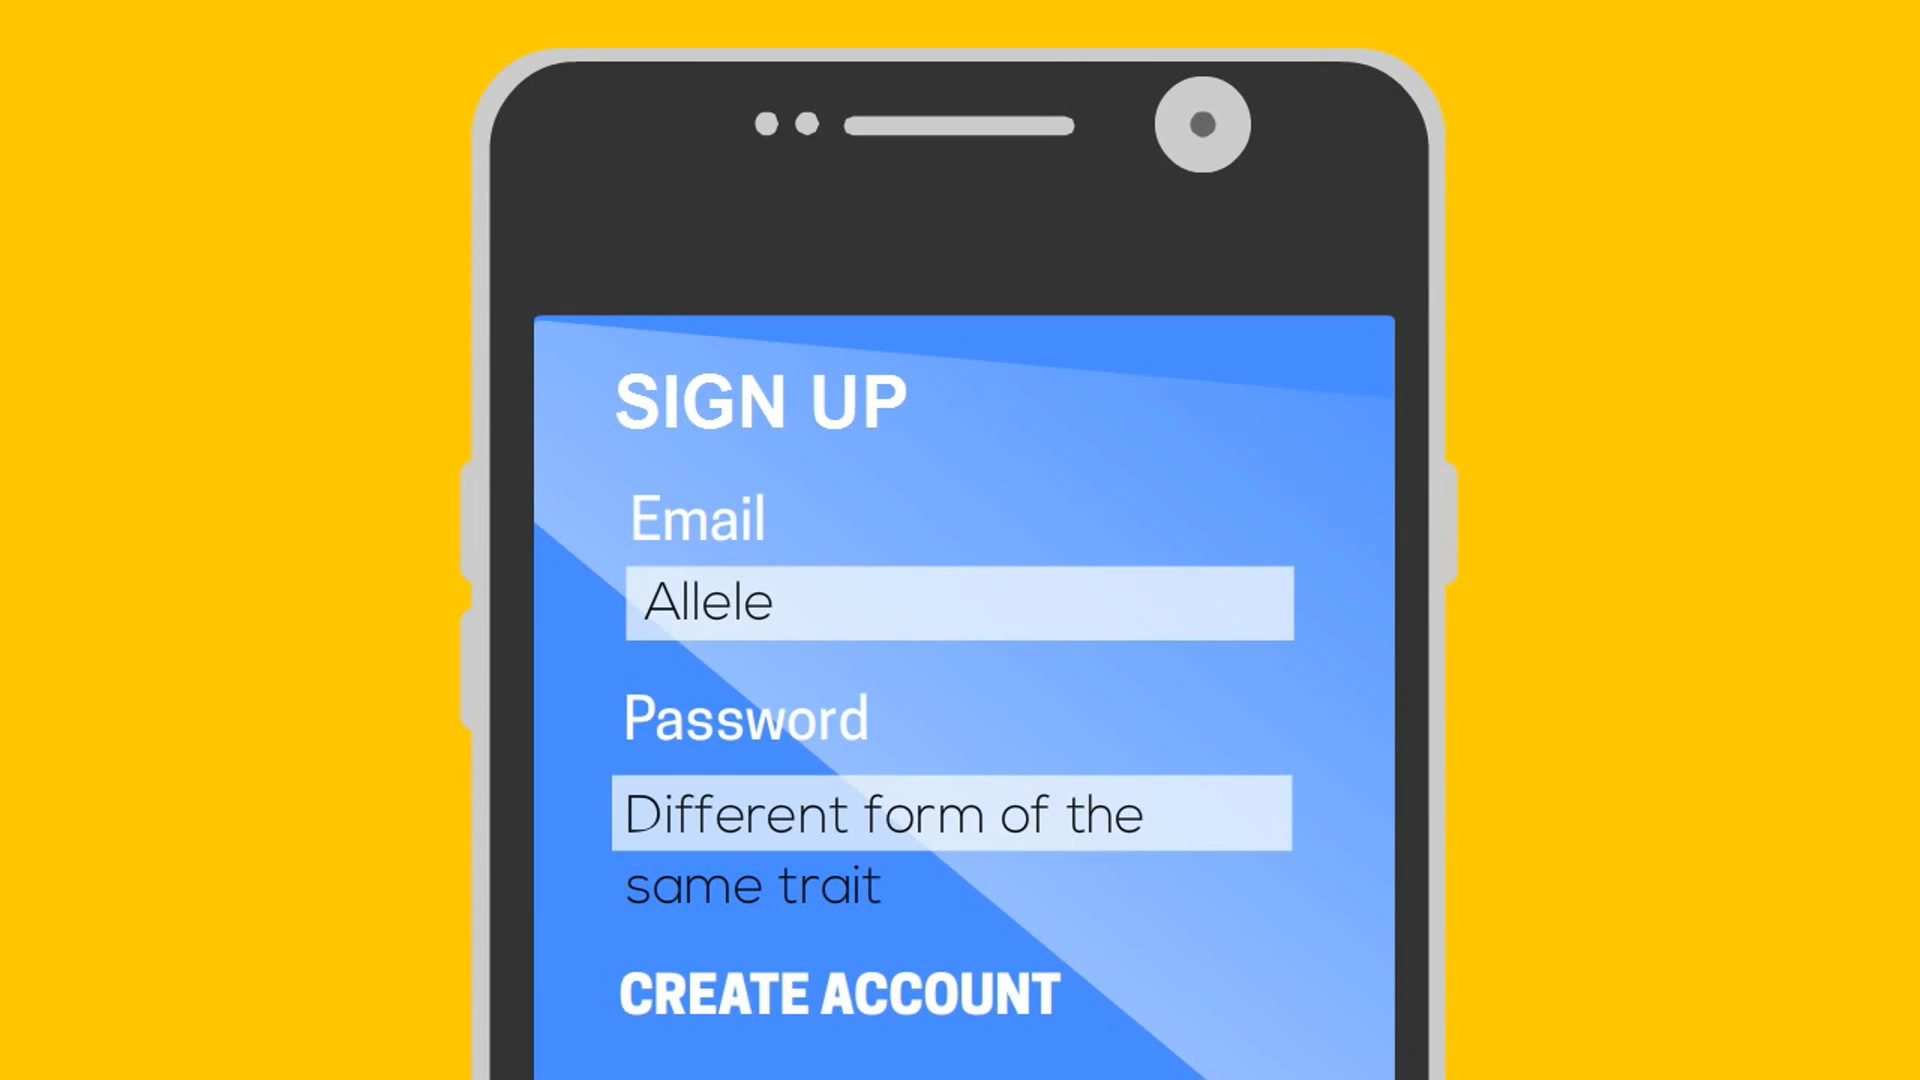 SIGN UP
Email
Allele
Password
Different form of the
same trait
CREATE ACCOUNT